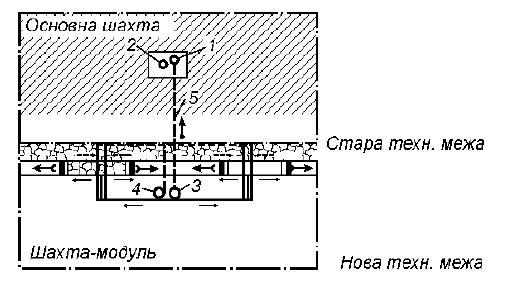 Основна шахта
2
1
5
Стара техн. межа
4
3
Шахта-модуль
Нова техн. межа